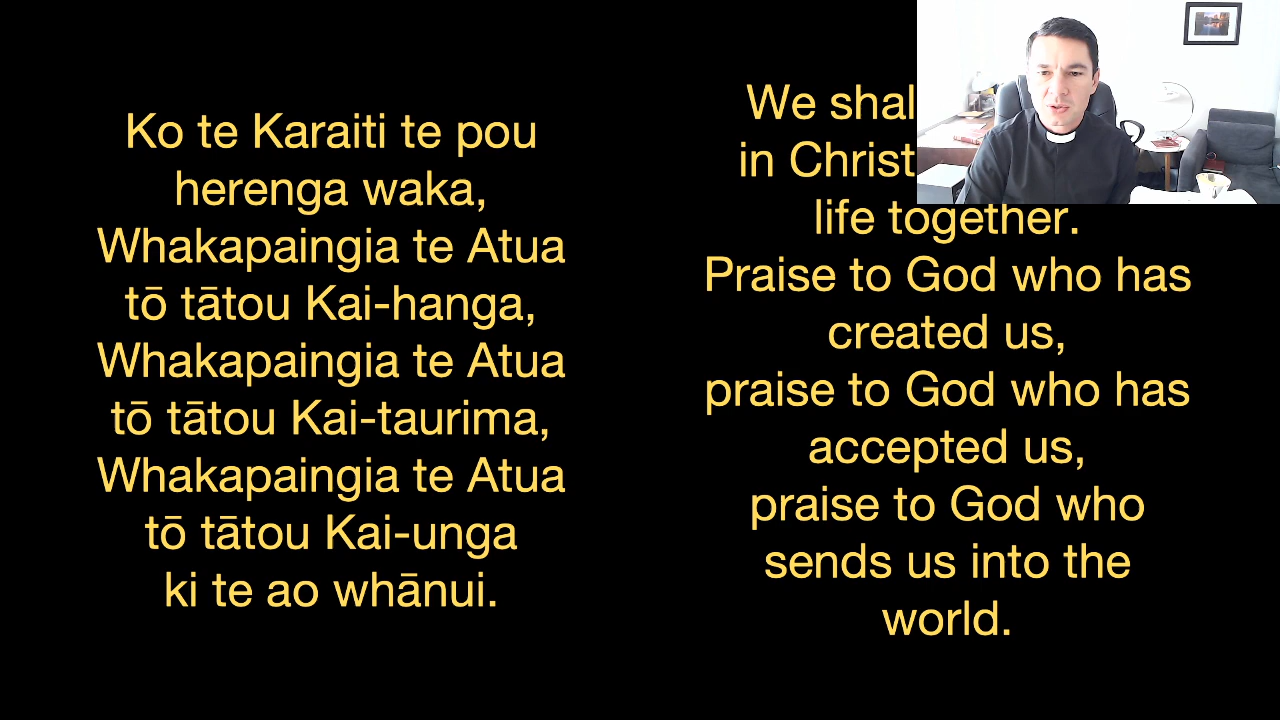 Ko te Karaiti te pou
herenga waka,
Whakapaingia te Atua
tō tātou Kai-hanga,
Whakapaingia te Atua
tō tātou Kai-taurima,
Whakapaingia te Atua
tō tātou Kai-unga
ki te ao whānui.
We
in Christ
life together.
Praise to God who has
created us,
praise to God who has
accepted us,
praise to God who
sends us into the
world.